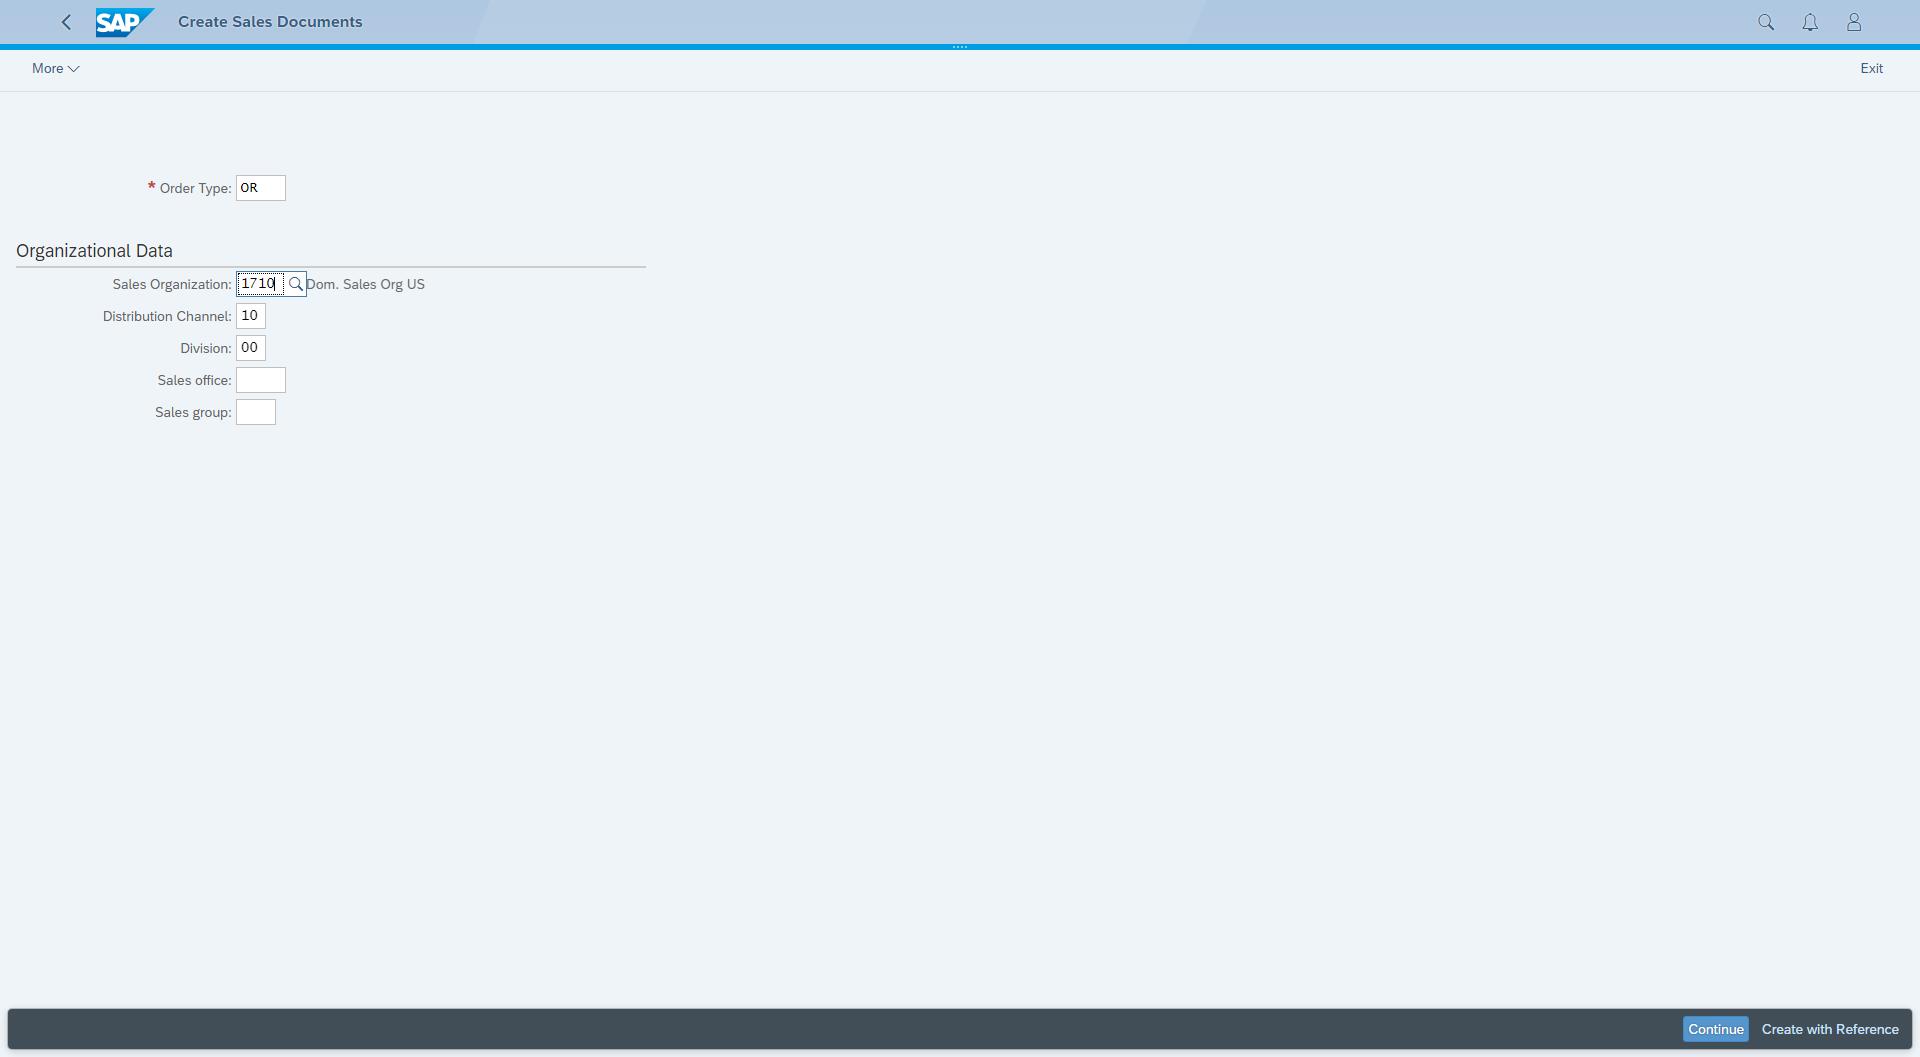 SAP Create Sales Documents
More Exit
* Order Type: OR
Organizational Data
Sales Organization: 1710 Dom. Sales Org US
Distribution Channel: 10
Division: 00
Sales office:
Sales group:
Continue Create with Reference